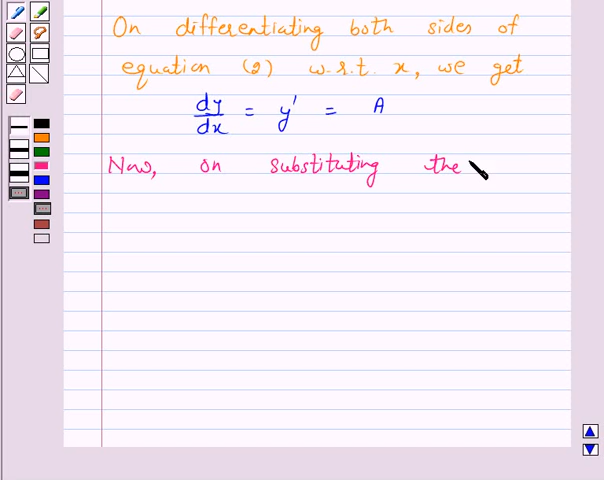 On differentiating both sides of
equation (2) w.r.t. x, we get
dy/dx = y' = A
Now, on substituting the